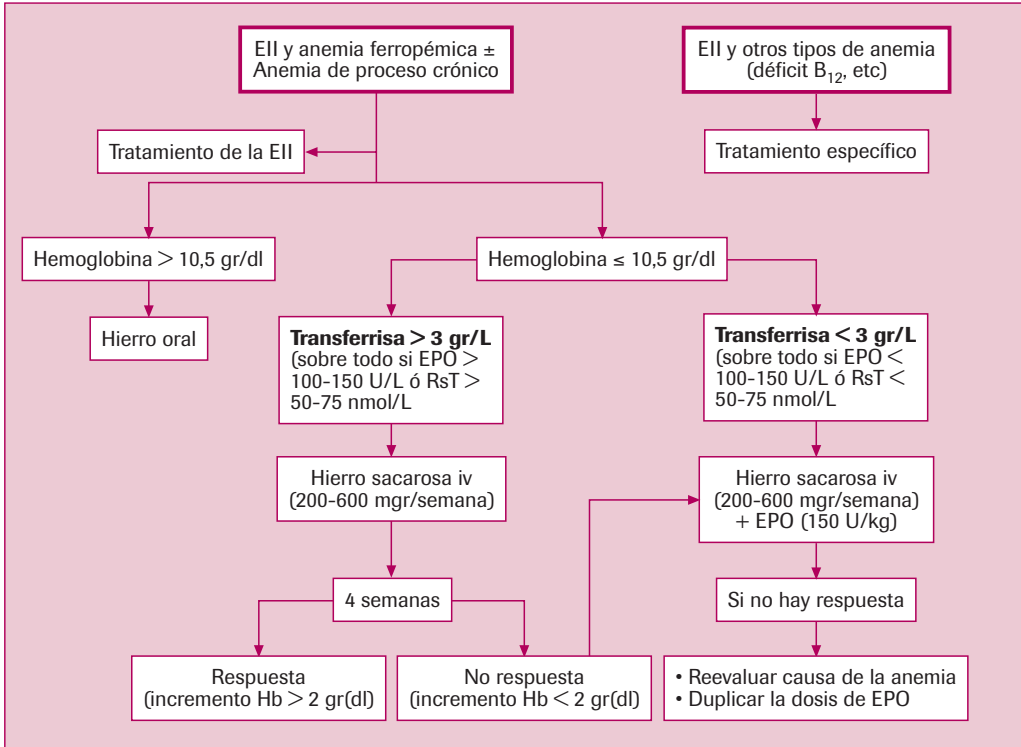 EII y anemia ferropémica ±
Anemia de proceso crónico
EII y otros tipos de anemia
(déficit B12, etc)
Tratamiento de la EII
Tratamiento específico
Hemoglobina > 10,5 gr/dl
Hemoglobina ≤ 10,5 gr/dl
Hierro oral
Transferrisa > 3 gr/L
(sobre todo si EPO >
100-150 U/L ó RsT >
50-75 nmol/L
Transferrisa < 3 gr/L
(sobre todo si EPO <
100-150 U/L ó RsT <
50-75 nmol/L
Hierro sacarosa iv
(200-600 mgr/semana)
Hierro sacarosa iv
(200-600 mgr/semana)
+ EPO (150 U/kg)
4 semanas
Si no hay respuesta
Respuesta
(incremento Hb > 2 gr(dl)
No respuesta
(incremento Hb < 2 gr(dl)
• Reevaluar causa de la anemia
• Duplicar la dosis de EPO